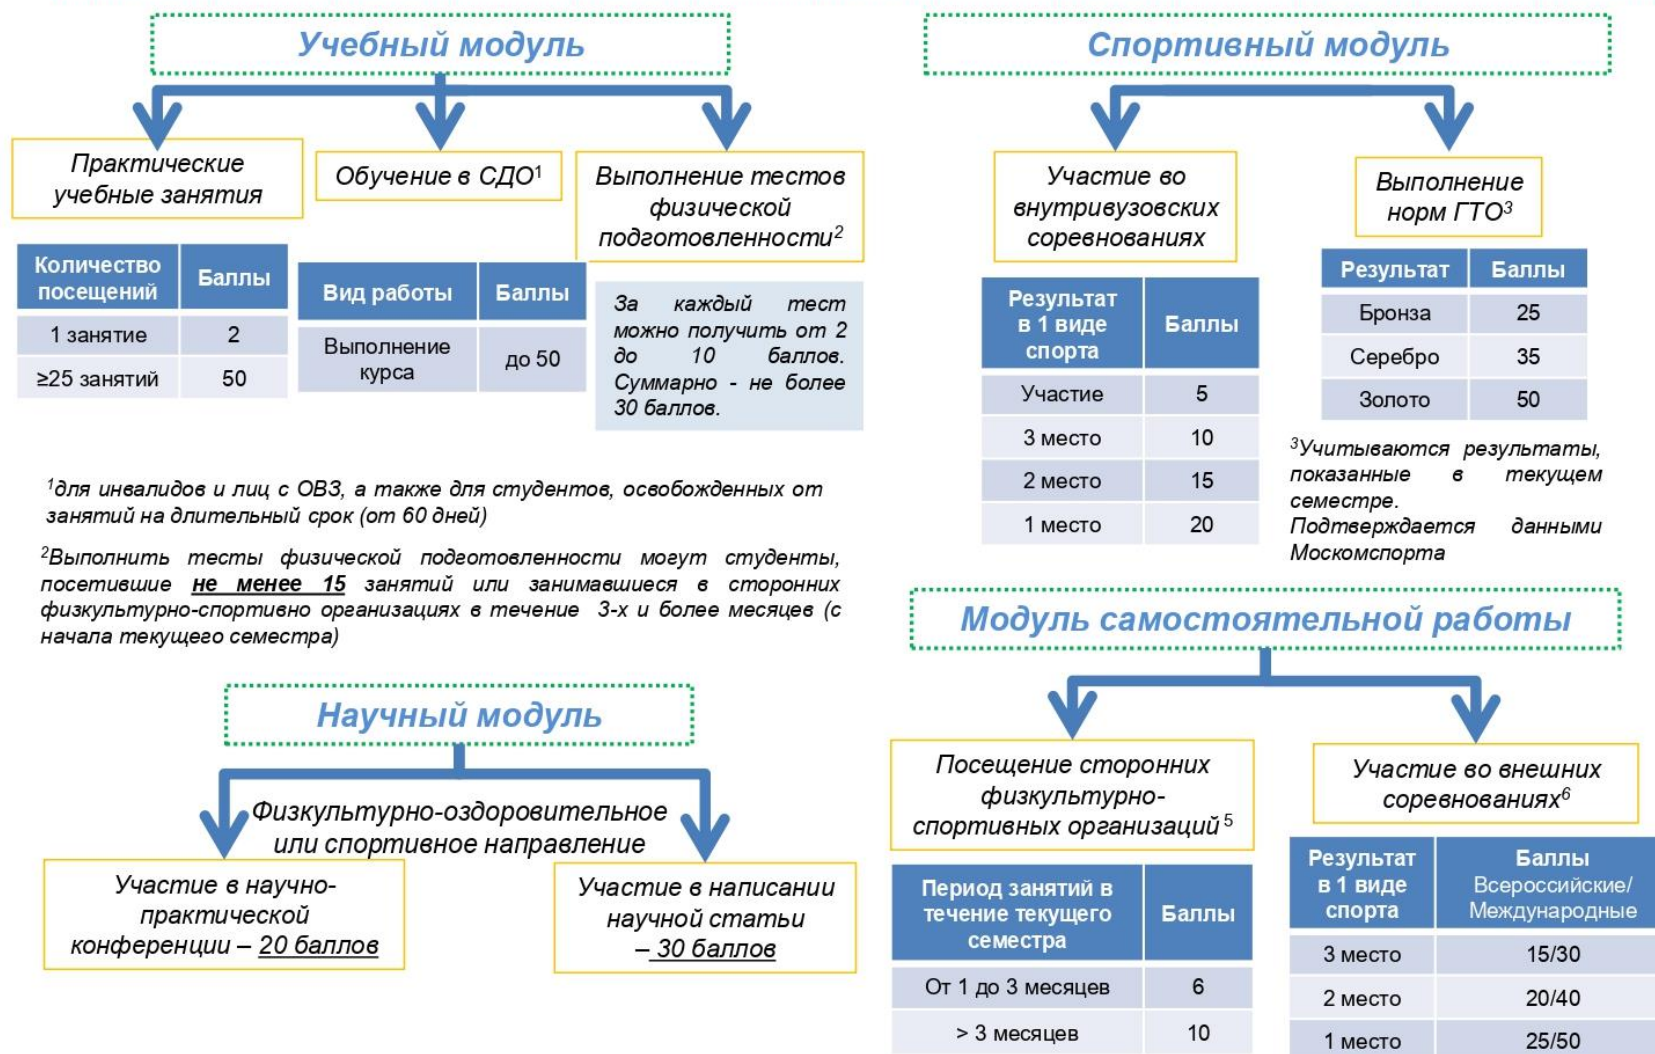 Учебный модуль
Практические
учебные занятия
Обучение в СДО¹
Выполнение тестов
физической
подготовленности²
Количество
посещений
Баллы
1 занятие
2
≥25 занятий
50
Вид работы
Баллы
Выполнение
курса
до 50
За каждый тест
можно получить от 2
до 10 баллов.
Суммарно - не более
30 баллов.
¹для инвалидов и лиц с ОВЗ, а также для студентов, освобожденных от
занятий на длительный срок (от 60 дней)
²Выполнить тесты физической подготовленности могут студенты,
посетившие не менее 15 занятий или занимавшиеся в сторонних
физкультурно-спортивно организациях в течение 3-х и более месяцев (с
начала текущего семестра)
Спортивный модуль
Участие во
внутривузовских
соревнованиях
Выполнение
норм ГТО³
Результат
в 1 виде
спорта
Баллы
Участие
5
3 место
10
2 место
15
1 место
20
Результат
Баллы
Бронза
25
Серебро
35
Золото
50
³Учитываются результаты,
показанные в текущем
семестре.
Подтверждается данными
Москомспорта
Научный модуль
Физкультурно-оздоровительное
или спортивное направление
Участие в научно-
практической
конференции – 20 баллов
Участие в написании
научной статьи
– 30 баллов
Модуль самостоятельной работы
Посещение сторонних
физкультурно-
спортивных организаций ⁵
Участие во внешних
соревнованиях⁶
Период занятий в
течение текущего
семестра
Баллы
От 1 до 3 месяцев
6
> 3 месяцев
10
Результат
в 1 виде
спорта
Баллы
Всероссийские/
Международные
3 место
15/30
2 место
20/40
1 место
25/50